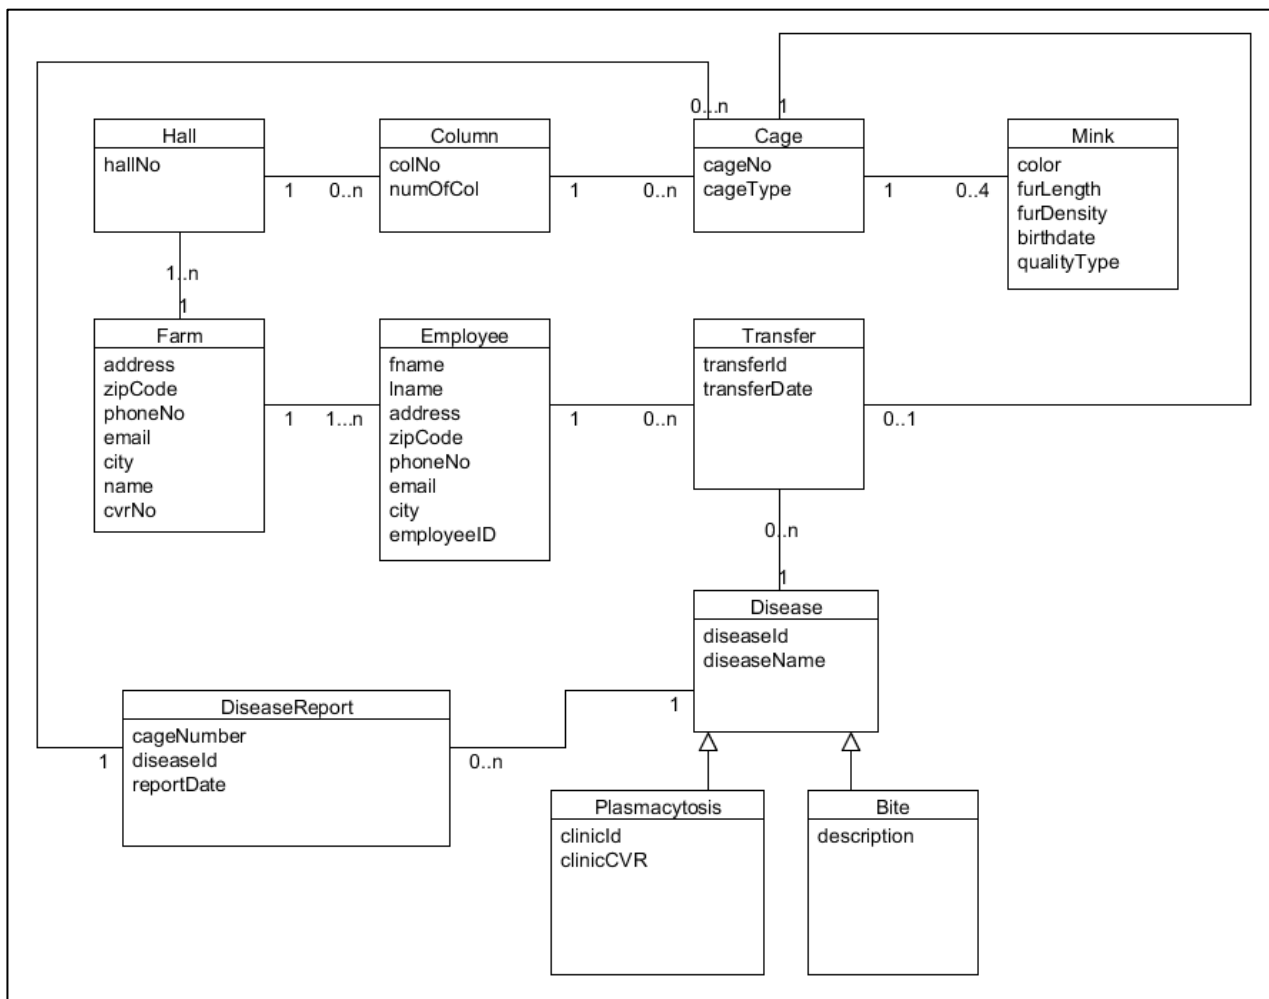 0...n
1
Hall
hallNo
1
0..n
Column
colNo
numOfCol
1
0..n
Cage
cageNo
cageType
1
0..4
Mink
color
furLength
furDensity
birthdate
qualityType
1..n
1
Farm
address
zipCode
phoneNo
email
city
name
cvrNo
1
1...n
Employee
fname
lname
address
zipCode
phoneNo
email
city
employeeID
1
0..n
Transfer
transferId
transferDate
0..1
0..n
1
Disease
diseaseId
diseaseName
1
DiseaseReport
cageNumber
diseaseId
reportDate
1
0..n
Plasmacytosis
clinicId
clinicCVR
Bite
description